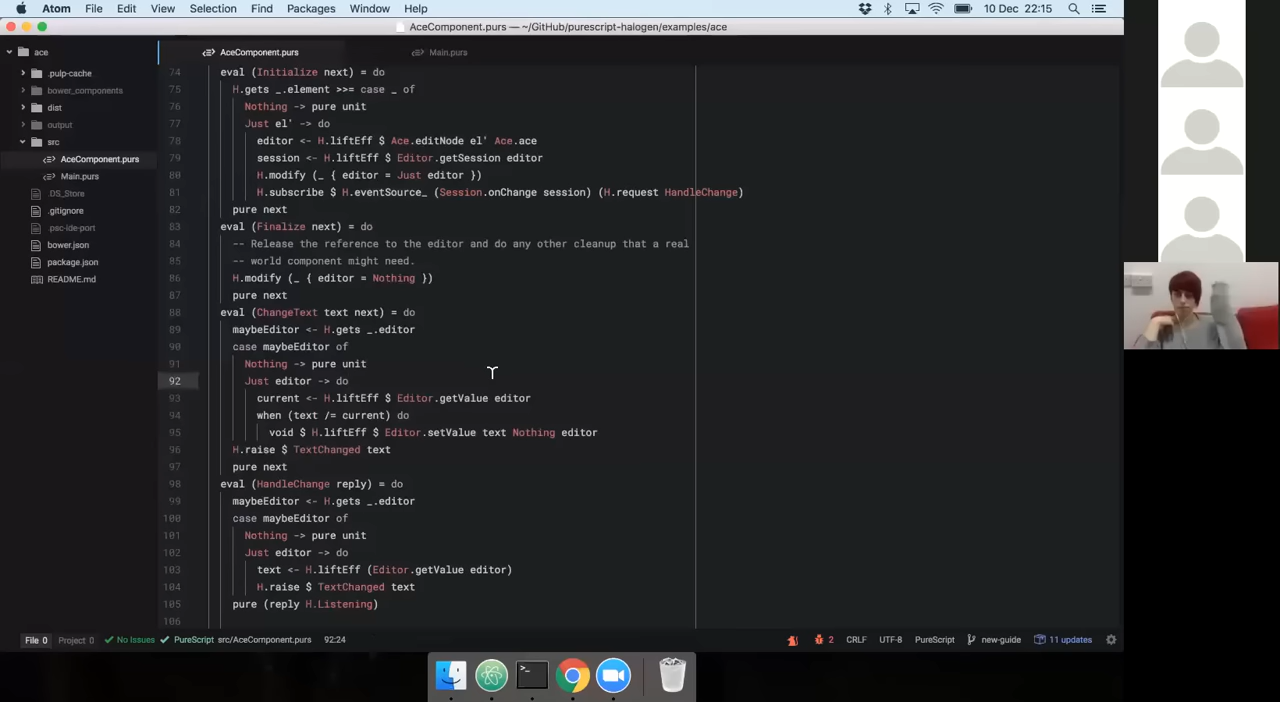 Atom File Edit View Selection Find Packages Window Help 10 Dec 22:15
AceComponent.purs — ~/GitHub/purescript-halogen/examples/ace
ace
.pulp-cache
bower_components
dist
output
src
AceComponent.purs
Main.purs
.DS_Store
.gitignore
.psc-ide-port
bower.json
package.json
README.md
AceComponent.purs Main.purs
74 eval (Initialize next) = do
75 H.gets _.element >>= case _ of
76 Nothing -> pure unit
77 Just el' -> do
78 editor <- H.liftEff $ Ace.editNode el' Ace.ace
79 session <- H.liftEff $ Editor.getSession editor
80 H.modify (_ { editor = Just editor })
81 H.subscribe $ H.eventSource_ (Session.onChange session) (H.request HandleChange)
82 pure next
83 eval (Finalize next) = do
84 -- Release the reference to the editor and do any other cleanup that a real
85 -- world component might need.
86 H.modify (_ { editor = Nothing })
87 pure next
88 eval (ChangeText text next) = do
89 maybeEditor <- H.gets _.editor
90 case maybeEditor of
91 Nothing -> pure unit
92 Just editor -> do
93 current <- H.liftEff $ Editor.getValue editor
94 when (text /= current) do
95 void $ H.liftEff $ Editor.setValue text Nothing editor
96 H.raise $ TextChanged text
97 pure next
98 eval (HandleChange reply) = do
99 maybeEditor <- H.gets _.editor
100 case maybeEditor of
101 Nothing -> pure unit
102 Just editor -> do
103 text <- H.liftEff (Editor.getValue editor)
104 H.raise $ TextChanged text
105 pure (reply H.Listening)
106
File 0 Project 0 No Issues PureScript src/AceComponent.purs 92:24 2 CRLF UTF-8 PureScript new-guide 11 updates